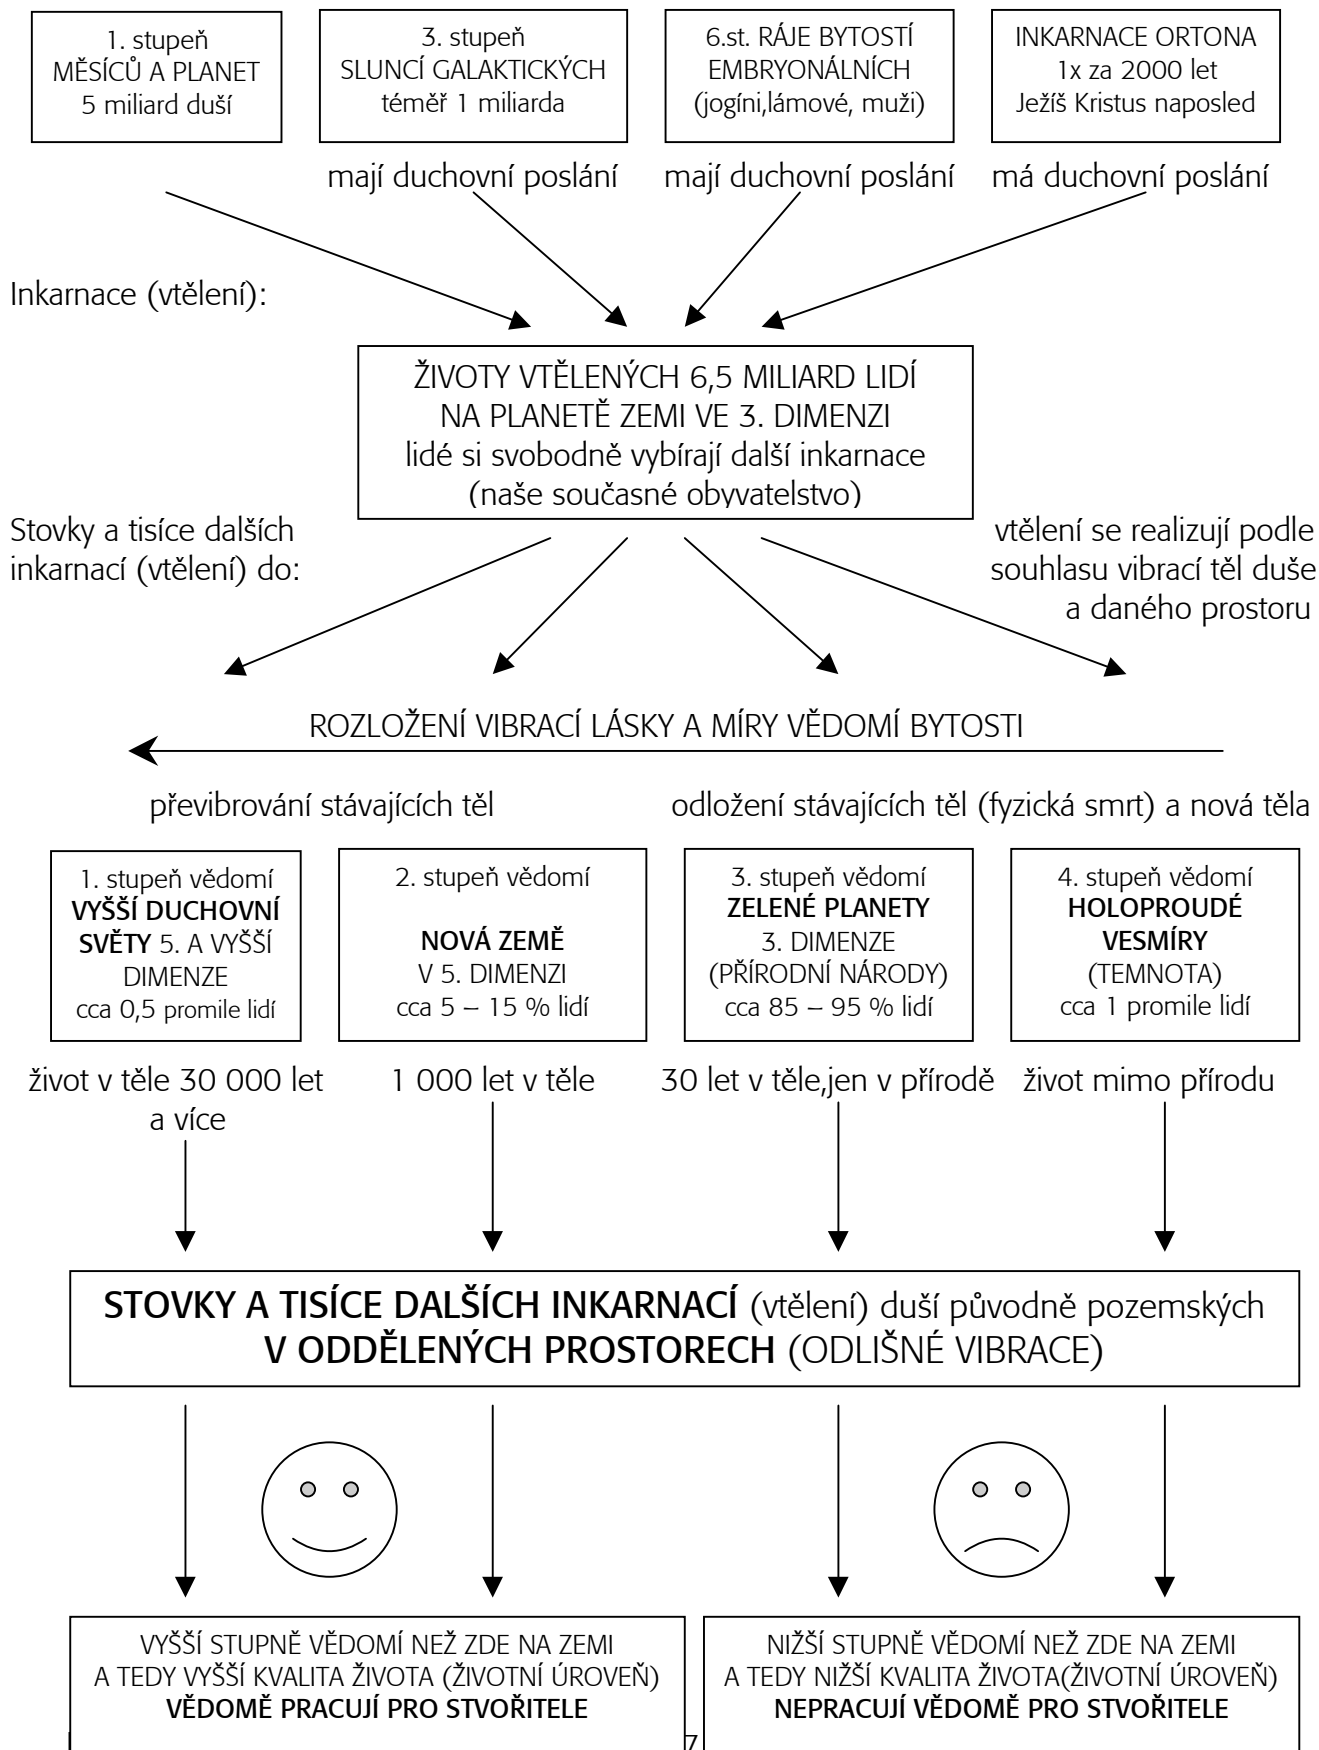 1. stupeň
MĚSÍCŮ A PLANET
5 miliard duší
3. stupeň
SLUNCÍ GALAKTICKÝCH
téměř 1 miliarda
6.st. RÁJE BYTOSTÍ
EMBRYONÁLNÍCH
(jogíni,lámové, muži)
INKARNACE ORTONA
1x za 2000 let
Ježíš Kristus naposled
mají duchovní poslání
mají duchovní poslání
má duchovní poslání
Inkarnace (vtělení):
ŽIVOTY VTĚLENÝCH 6,5 MILIARD LIDÍ
NA PLANETĚ ZEMI VE 3. DIMENZI
lidé si svobodně vybírají další inkarnace
(naše současné obyvatelstvo)
Stovky a tisíce dalších
inkarnací (vtělení) do:
vtělení se realizují podle
souhlasu vibrací těl duše
a daného prostoru
ROZLOŽENÍ VIBRACÍ LÁSKY A MÍRY VĚDOMÍ BYTOSTI
převibrování stávajících těl
odložení stávajících těl (fyzická smrt) a nová těla
1. stupeň vědomí
VYŠŠÍ DUCHOVNÍ
SVĚTY 5. A VYŠŠÍ
DIMENZE
cca 0,5 promile lidí
2. stupeň vědomí
NOVÁ ZEMĚ
V 5. DIMENZI
cca 5 – 15 % lidí
3. stupeň vědomí
ZELENÉ PLANETY
3. DIMENZE
(PŘÍRODNÍ NÁRODY)
cca 85 – 95 % lidí
4. stupeň vědomí
HOLOPROUDÉ
VESMÍRY
(TEMNOTA)
cca 1 promile lidí
život v těle 30 000 let
a více
1 000 let v těle
30 let v těle,jen v přírodě
život mimo přírodu
STOVKY A TISÍCE DALŠÍCH INKARNACÍ (vtělení) duší původně pozemských
V ODDĚLENÝCH PROSTORECH (ODLIŠNÉ VIBRACE)
VYŠŠÍ STUPNĚ VĚDOMÍ NEŽ ZDE NA ZEMI
A TEDY VYŠŠÍ KVALITA ŽIVOTA (ŽIVOTNÍ ÚROVEŇ)
VĚDOMĚ PRACUJÍ PRO STVOŘITELE
NIŽŠÍ STUPNĚ VĚDOMÍ NEŽ ZDE NA ZEMI
A TEDY NIŽŠÍ KVALITA ŽIVOTA(ŽIVOTNÍ ÚROVEŇ)
NEPRACUJÍ VĚDOMĚ PRO STVOŘITELE
7